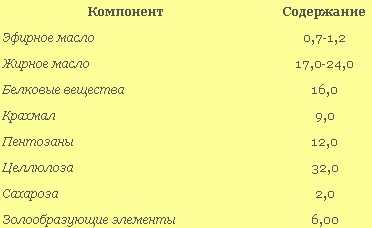 Компонент Содержание
Эфирное масло 0,7-1,2
Жирное масло 17,0-24,0
Белковые вещества 16,0
Крахмал 9,0
Пентозаны 12,0
Целлюлоза 32,0
Сахароза 2,0
Золообразующие элементы 6,00